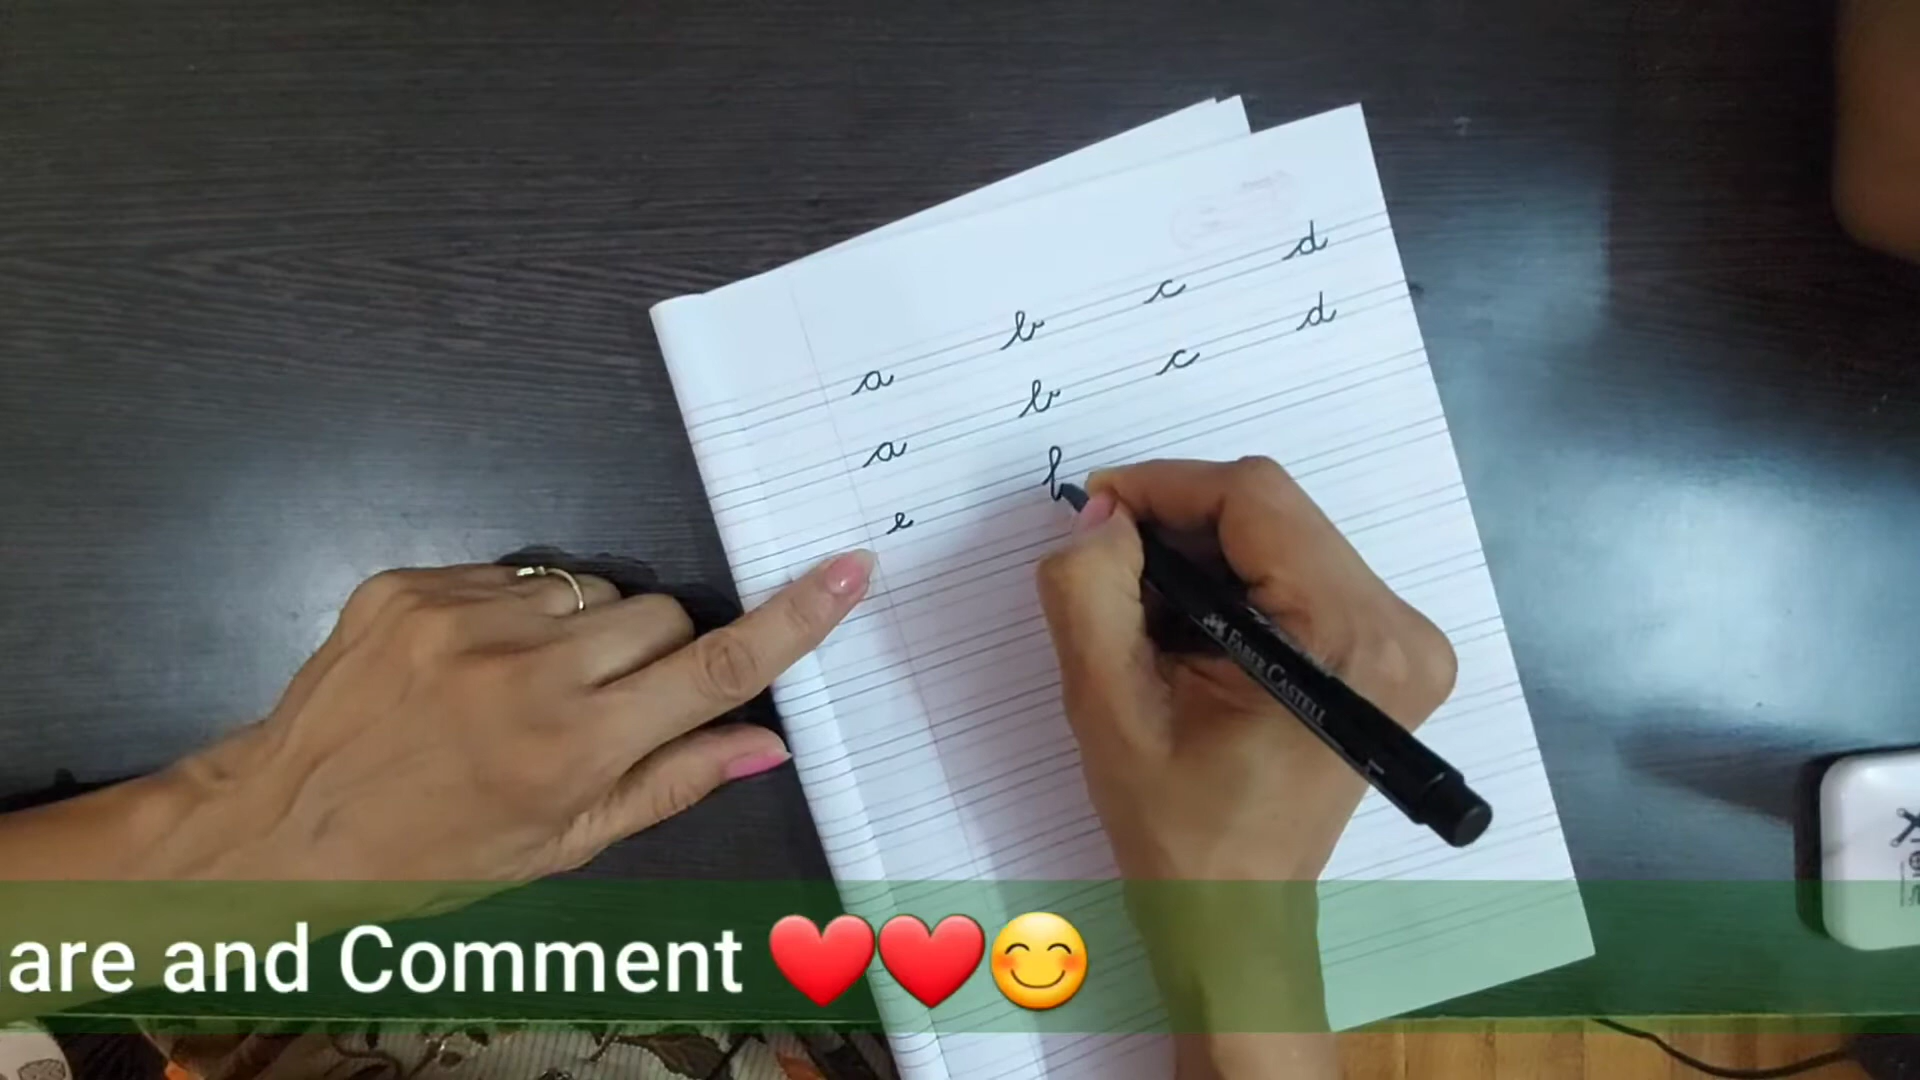 a b c d
a b c d
e f
FABER CASTELL
are and Comment ❤❤😊